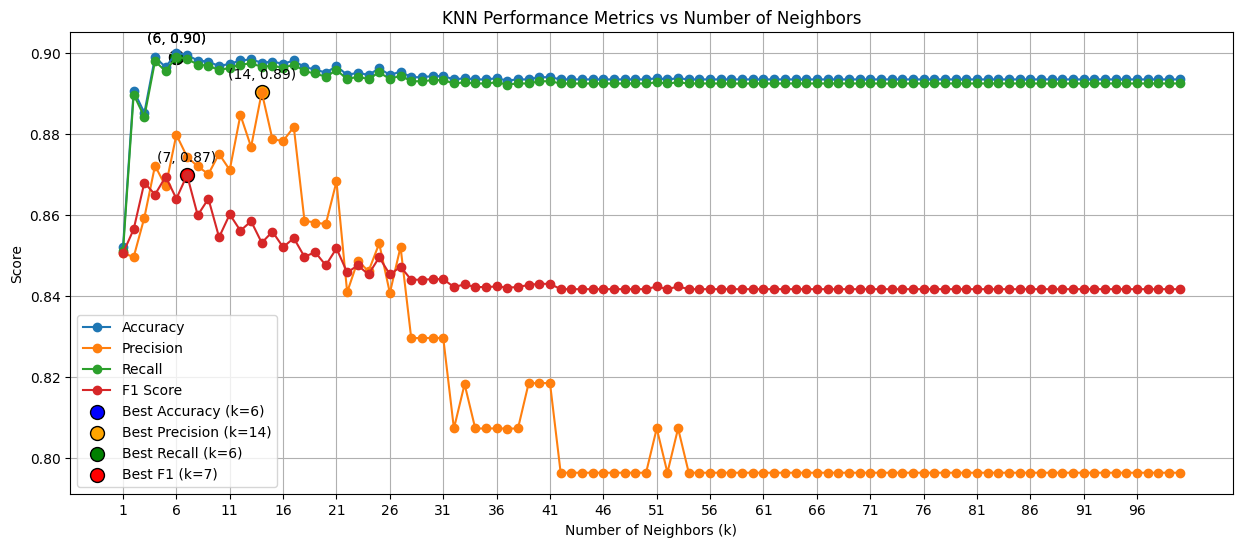 KNN Performance Metrics vs Number of Neighbors
(6, 0.90)
(14, 0.89)
(7, 0.87)
0.90
0.88
0.86
0.84
0.82
0.80
Score
Accuracy
Precision
Recall
F1 Score
Best Accuracy (k=6)
Best Precision (k=14)
Best Recall (k=6)
Best F1 (k=7)
1 6 11 16 21 26 31 36 41 46 51 56 61 66 71 76 81 86 91 96
Number of Neighbors (k)